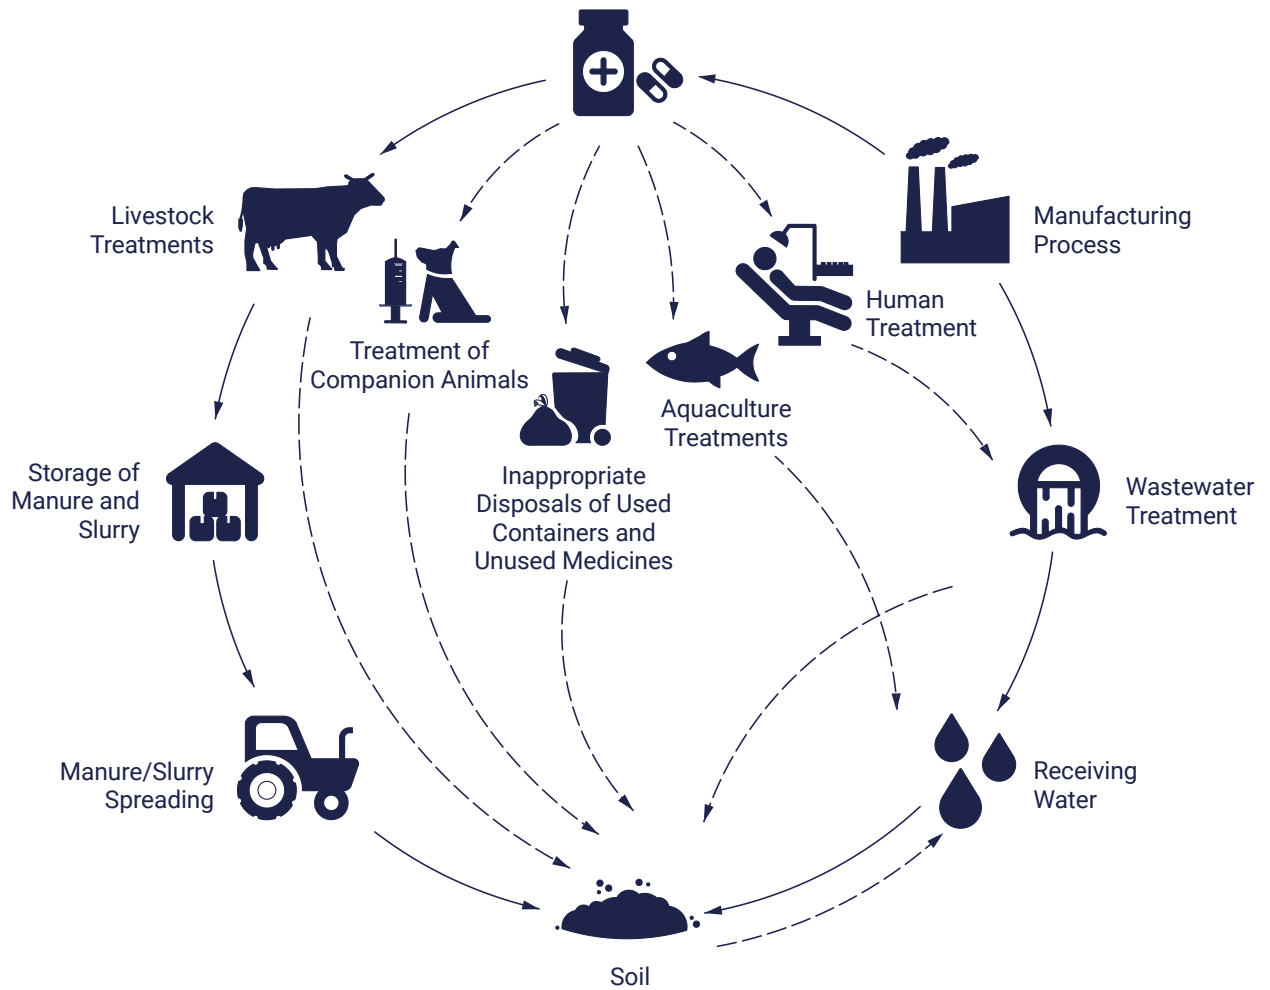 Livestock
Treatments
Manufacturing
Process
Human
Treatment
Treatment of
Companion Animals
Aquaculture
Treatments
Storage of
Manure and
Slurry
Inappropriate
Disposals of Used
Containers and
Unused Medicines
Wastewater
Treatment
Manure/Slurry
Spreading
Receiving
Water
Soil